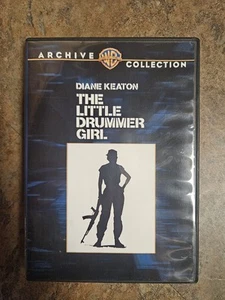 ARCHIVE WB COLLECTION
DIANE KEATON
THE
LITTLE
DRUMMER
GIRL